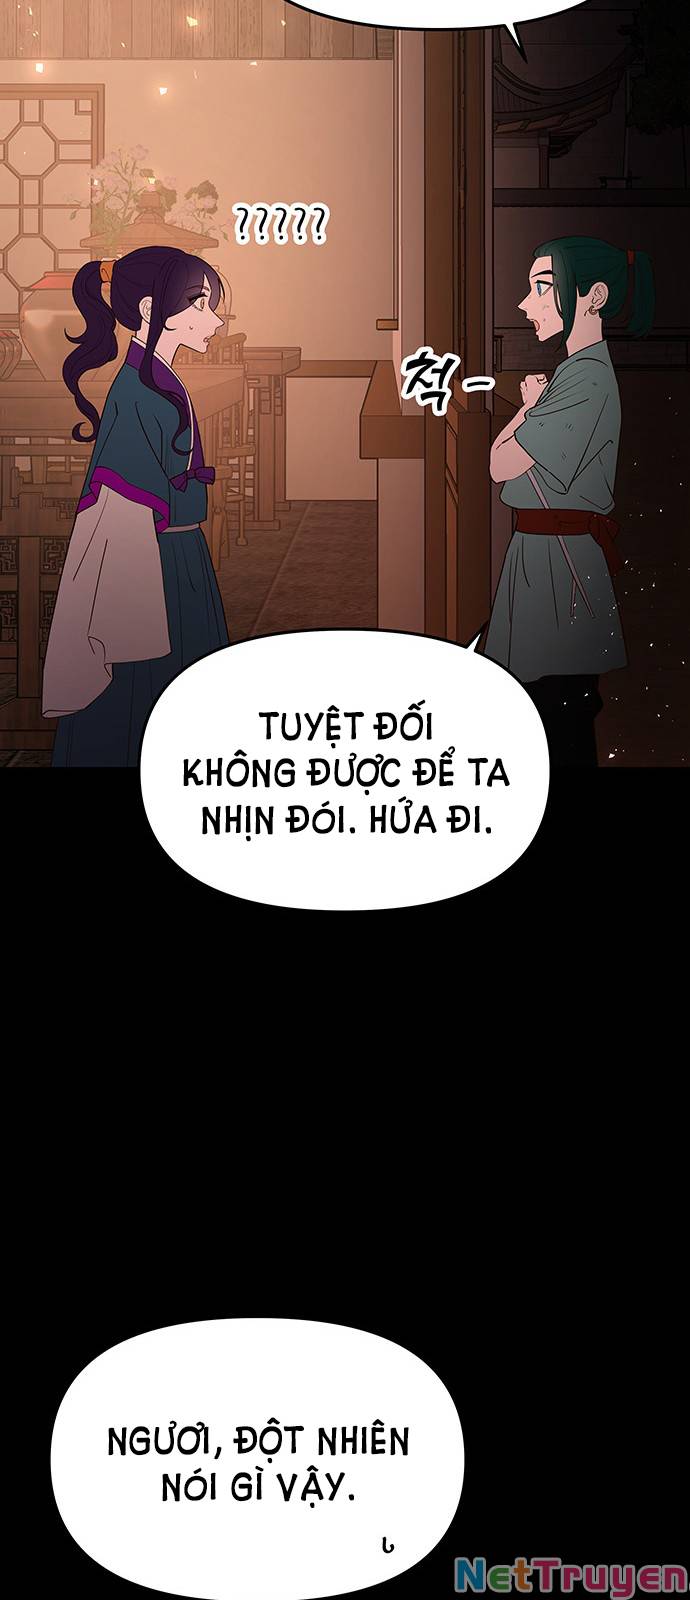 ?????
척-
TUYỆT ĐỐI
KHÔNG ĐƯỢC ĐỂ TA
NHỊN ĐÓI. HỨA ĐI.
NGƯƠI, ĐỘT NHIÊN
NÓI GÌ VẬY.
NetTruyen